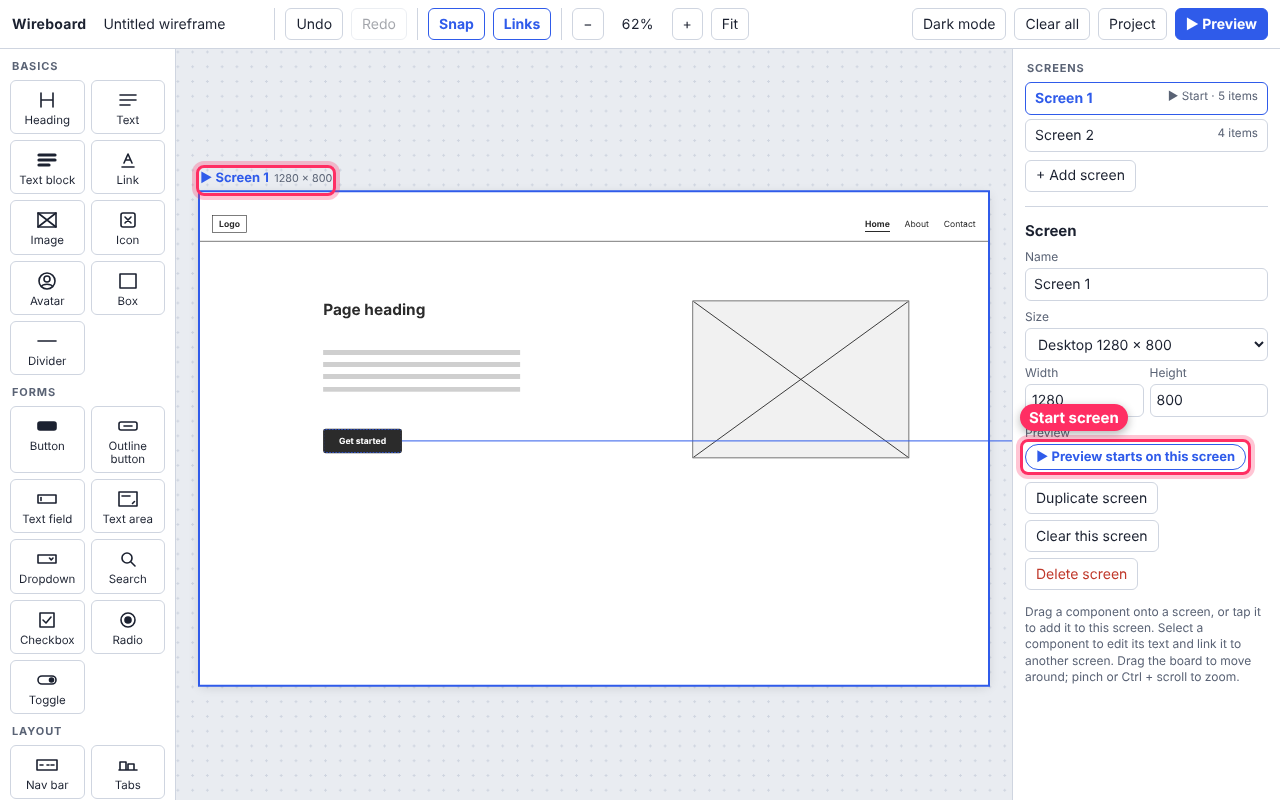 Wireboard Untitled wireframe Undo Redo Snap Links − 62% + Fit Dark mode Clear all Project ▶ Preview
BASICS
Heading Text
Text block Link
Image Icon
Avatar Box
Divider
FORMS
Button Outline button
Text field Text area
Dropdown Search
Checkbox Radio
Toggle
LAYOUT
Nav bar Tabs
▶ Screen 1 1280 × 800
Logo Home About Contact
Page heading
Get started
SCREENS
Screen 1 ▶ Start · 5 items
Screen 2 4 items
+ Add screen
Screen
Name
Screen 1
Size
Desktop 1280 × 800
Width Height
1280 800
Start screen
Preview
▶ Preview starts on this screen
Duplicate screen
Clear this screen
Delete screen
Drag a component onto a screen, or tap it
to add it to this screen. Select a
component to edit its text and link it to
another screen. Drag the board to move
around; pinch or Ctrl + scroll to zoom.